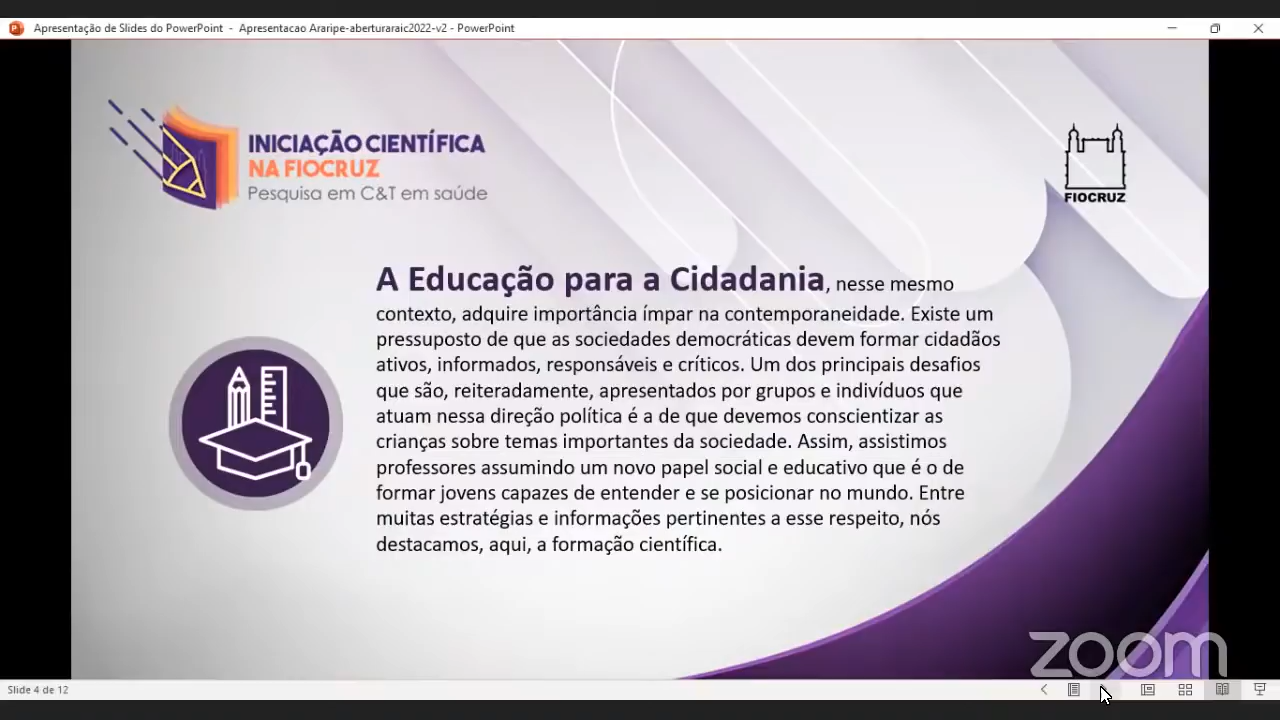 Apresentação de Slides do PowerPoint - Apresentacao Araripe-aberturaraic2022-v2 - PowerPoint
INICIAÇÃO CIENTÍFICA
NA FIOCRUZ
Pesquisa em C&T em saúde
FIOCRUZ
A Educação para a Cidadania, nesse mesmo
contexto, adquire importância ímpar na contemporaneidade. Existe um
pressuposto de que as sociedades democráticas devem formar cidadãos
ativos, informados, responsáveis e críticos. Um dos principais desafios
que são, reiteradamente, apresentados por grupos e indivíduos que
atuam nessa direção política é a de que devemos conscientizar as
crianças sobre temas importantes da sociedade. Assim, assistimos
professores assumindo um novo papel social e educativo que é o de
formar jovens capazes de entender e se posicionar no mundo. Entre
muitas estratégias e informações pertinentes a esse respeito, nós
destacamos, aqui, a formação científica.
zoom
Slide 4 de 12